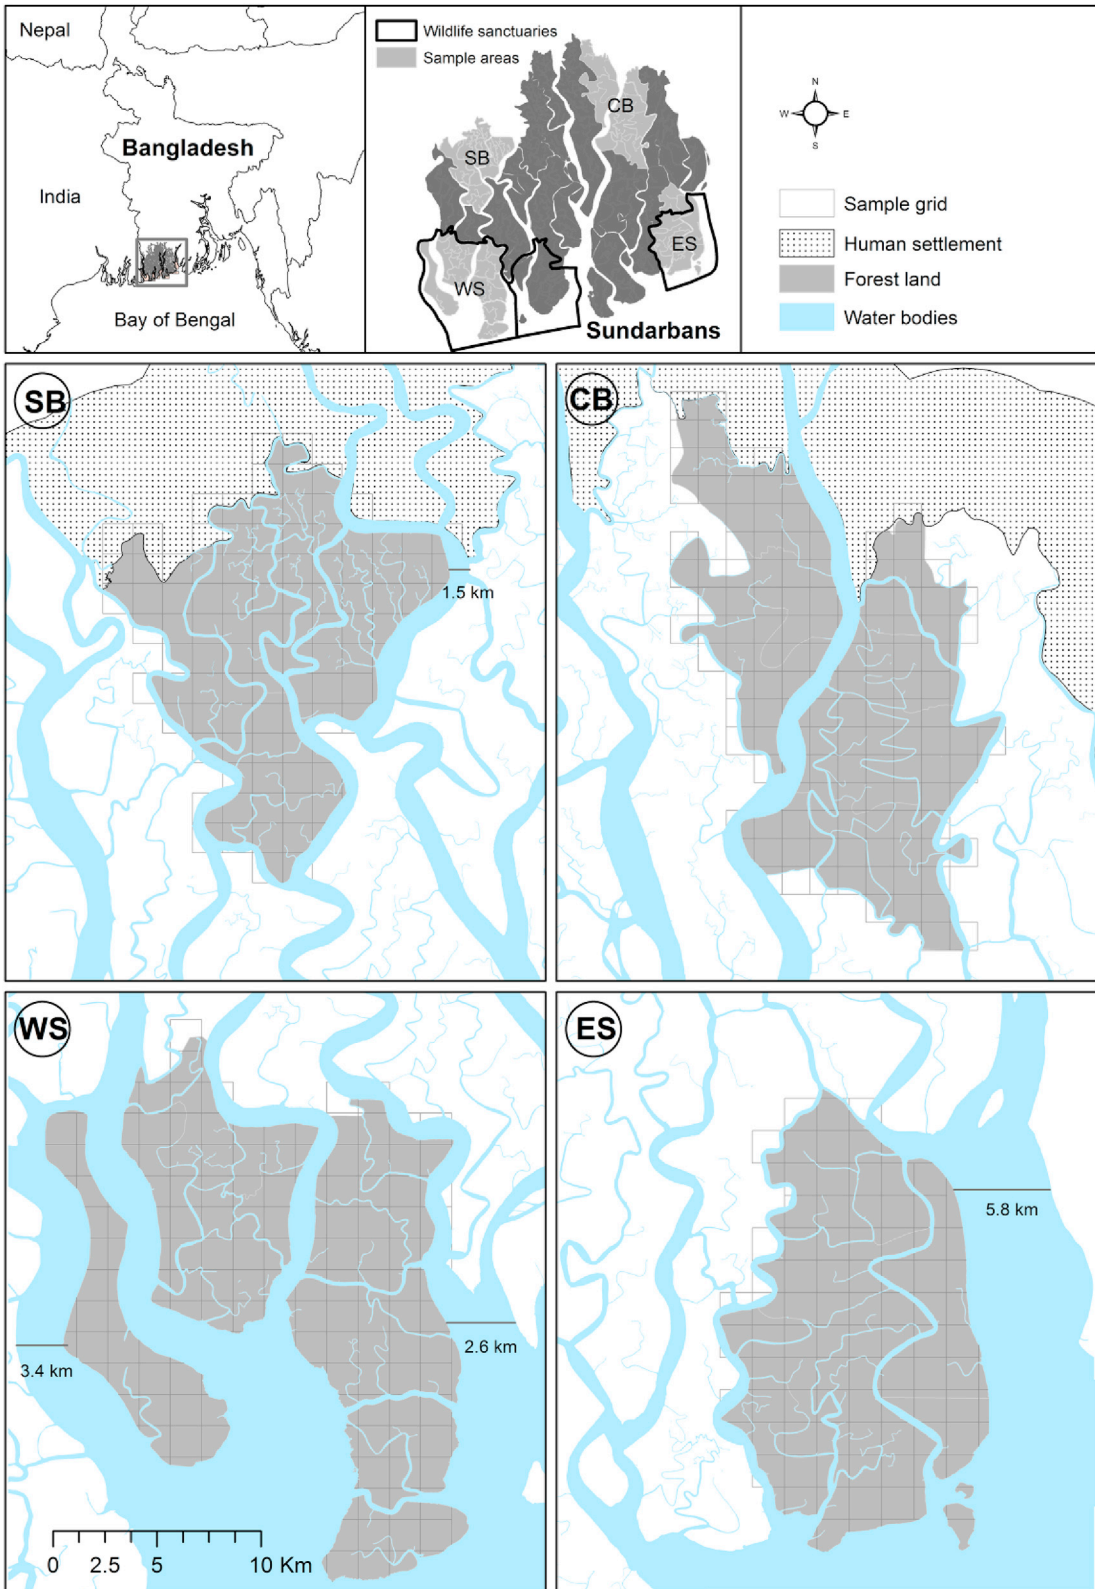 Nepal
Bangladesh
India
Bay of Bengal
Wildlife sanctuaries
Sample areas
CB
SB
ES
WS
Sundarbans
N
W E
S
Sample grid
Human settlement
Forest land
Water bodies
SB
1.5 km
CB
WS
3.4 km
2.6 km
0 2.5 5 10 Km
ES
5.8 km